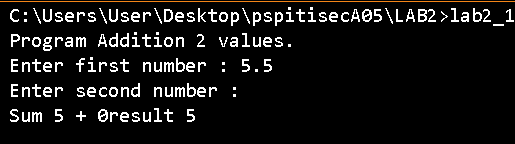 C:\Users\User\Desktop\pspitisecA05\LAB2>lab2_1
Program Addition 2 values.
Enter first number : 5.5
Enter second number :
Sum 5 + 0result 5